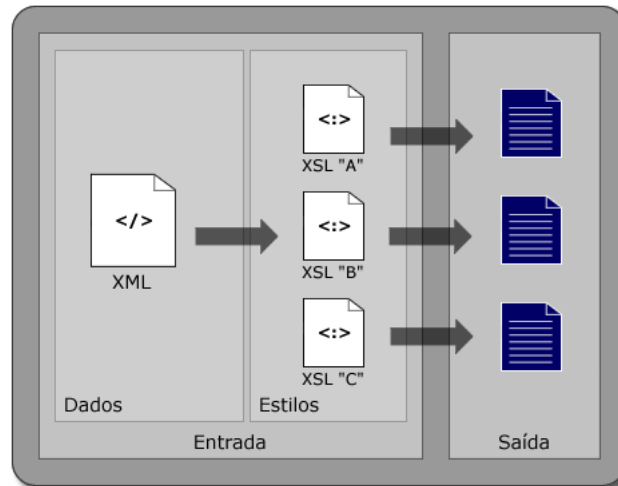 <:>
XSL "A"
</>
XML
<:>
XSL "B"
<:>
XSL "C"
Dados
Estilos
Entrada
Saída